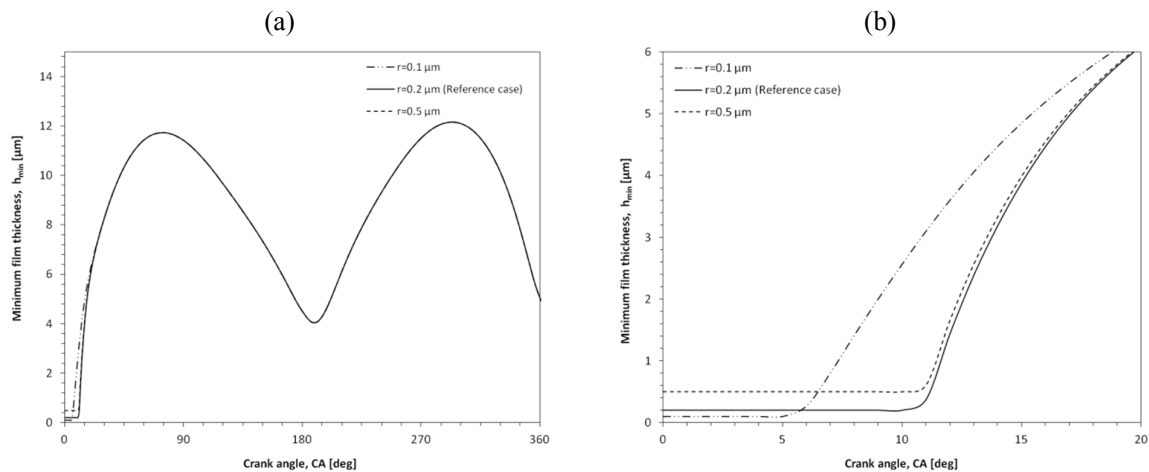 (a)
(b)
r=0.1 μm
r=0.2 μm (Reference case)
r=0.5 μm
14
12
10
8
6
4
2
0
Minimum film thickness, hmin [μm]
0
90
180
270
360
Crank angle, CA [deg]
r=0.1 μm
r=0.2 μm (Reference case)
r=0.5 μm
6
5
4
3
2
1
0
Minimum film thickness, hmin [μm]
0
5
10
15
20
Crank angle, CA [deg]